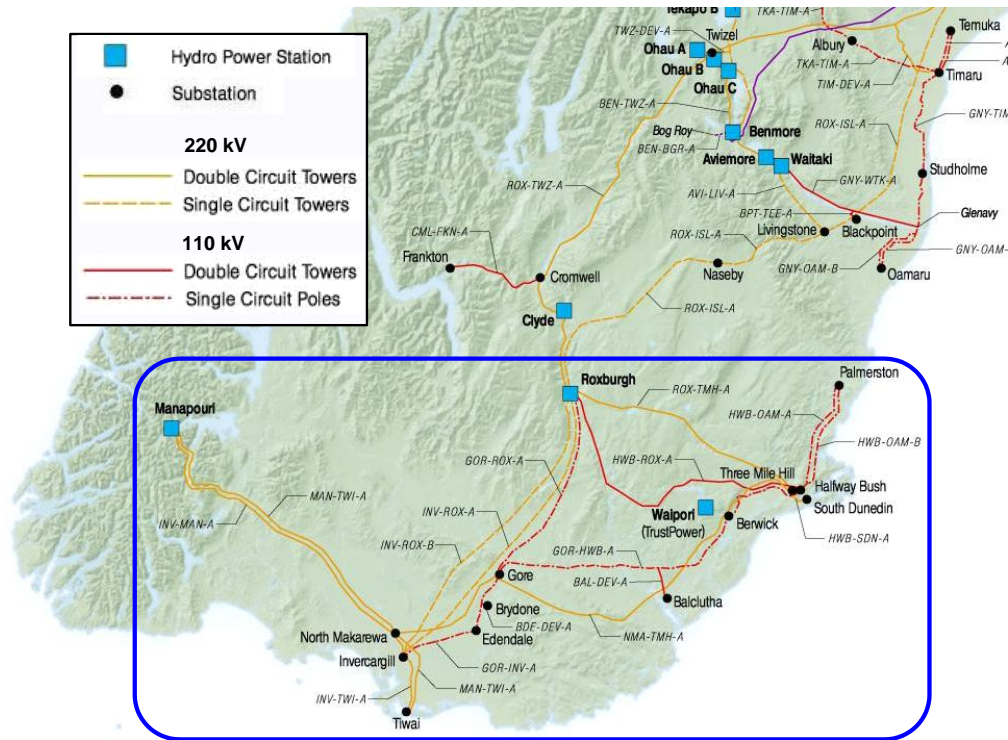 Tekapo B
TKA-TIM-A
Temuka
TWZ-DEV-A
Twizel
Albury
Ohau A
TKA-TIM-A
Ohau B
Timaru
Ohau C
TIM-DEV-A
Hydro Power Station
Substation
220 kV
Double Circuit Towers
Single Circuit Towers
110 kV
Double Circuit Towers
Single Circuit Poles
BEN-TWZ-A
ROX-ISL-A
GNY-TIM
Bog Roy
Benmore
BEN-BGR-A
Aviemore
Waitaki
GNY-WTK-A
Studholme
ROX-TWZ-A
AVI-LIV-A
BPT-TEE-A
Glenavy
Livingstone
Blackpoint
CML-FKN-A
ROX-ISL-A
GNY-OAM-
Frankton
Cromwell
Naseby
GNY-OAM-B
Oamaru
Clyde
ROX-ISL-A
Palmerston
Roxburgh
ROX-TMH-A
Manapouri
HWB-OAM-A
HWB-OAM-B
GOR-ROX-A
HWB-ROX-A
Three Mile Hill
Halfway Bush
MAN-TWI-A
South Dunedin
INV-MAN-A
INV-ROX-A
Waipori
(TrustPower)
Berwick
HWB-SDN-A
INV-ROX-B
GOR-HWB-A
Gore
BAL-DEV-A
Balclutha
Brydone
BDE-DEV-A
NMA-TMH-A
North Makarewa
Edendale
Invercargill
GOR-INV-A
MAN-TWI-A
INV-TWI-A
Tiwai